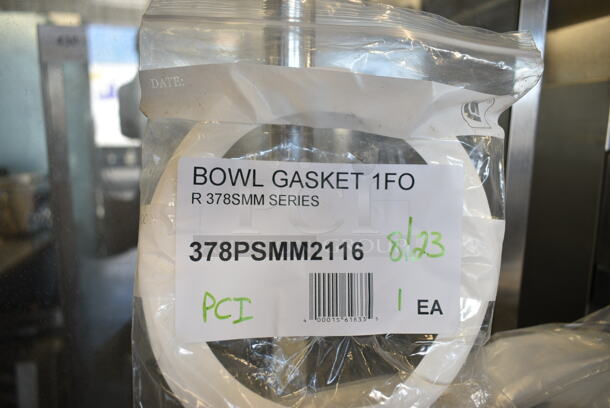 DATE:
BOWL GASKET 1FO
R 378SMM SERIES
378PSMM2116
8/23
PCI
1 EA